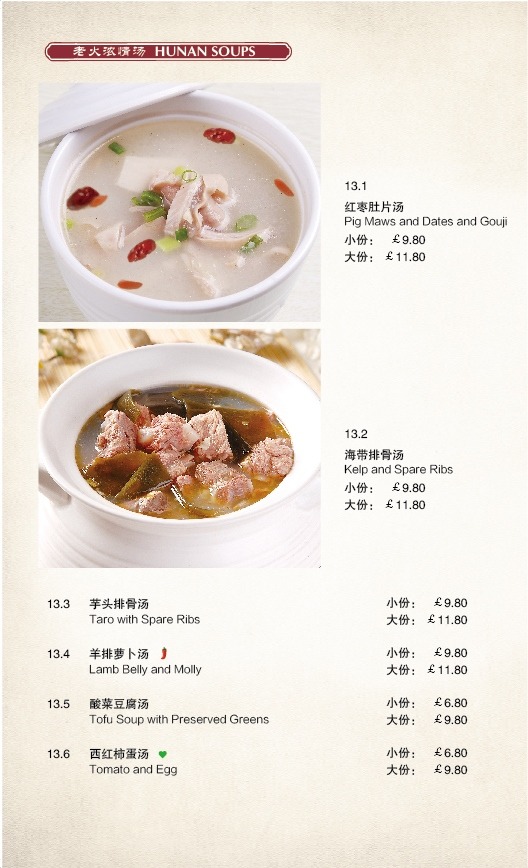 老火浓情汤 HUNAN SOUPS
13.1
红枣肚片汤
Pig Maws and Dates and Gouji
小份： ￡9.80
大份： ￡11.80
13.2
海带排骨汤
Kelp and Spare Ribs
小份： ￡9.80
大份： ￡11.80
13.3 芋头排骨汤 小份： ￡9.80
Taro with Spare Ribs 大份： ￡11.80
13.4 羊排萝卜汤 小份： ￡9.80
Lamb Belly and Molly 大份： ￡11.80
13.5 酸菜豆腐汤 小份： ￡6.80
Tofu Soup with Preserved Greens 大份： ￡9.80
13.6 西红柿蛋汤 小份： ￡6.80
Tomato and Egg 大份： ￡9.80